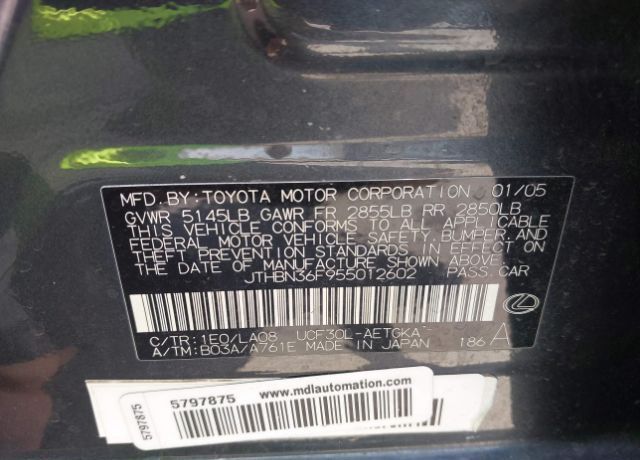 MFD. BY: TOYOTA MOTOR CORPORATION 01/05
GVWR 5145LB GAWR FR 2855LB RR 2850LB
THIS VEHICLE CONFORMS TO ALL APPLICABLE
FEDERAL MOTOR VEHICLE SAFETY, BUMPER, AND
THEFT PREVENTION STANDARDS IN EFFECT ON THE
DATE OF MANUFACTURE SHOWN ABOVE.
JTHBN36F955012602 PASS. CAR
C/TR: 1E0/LA08 UCF30L-AETGKA
A/TM: B03A/A761E MADE IN JAPAN 186 A
5797875 www.mdlautomation.com
5797875